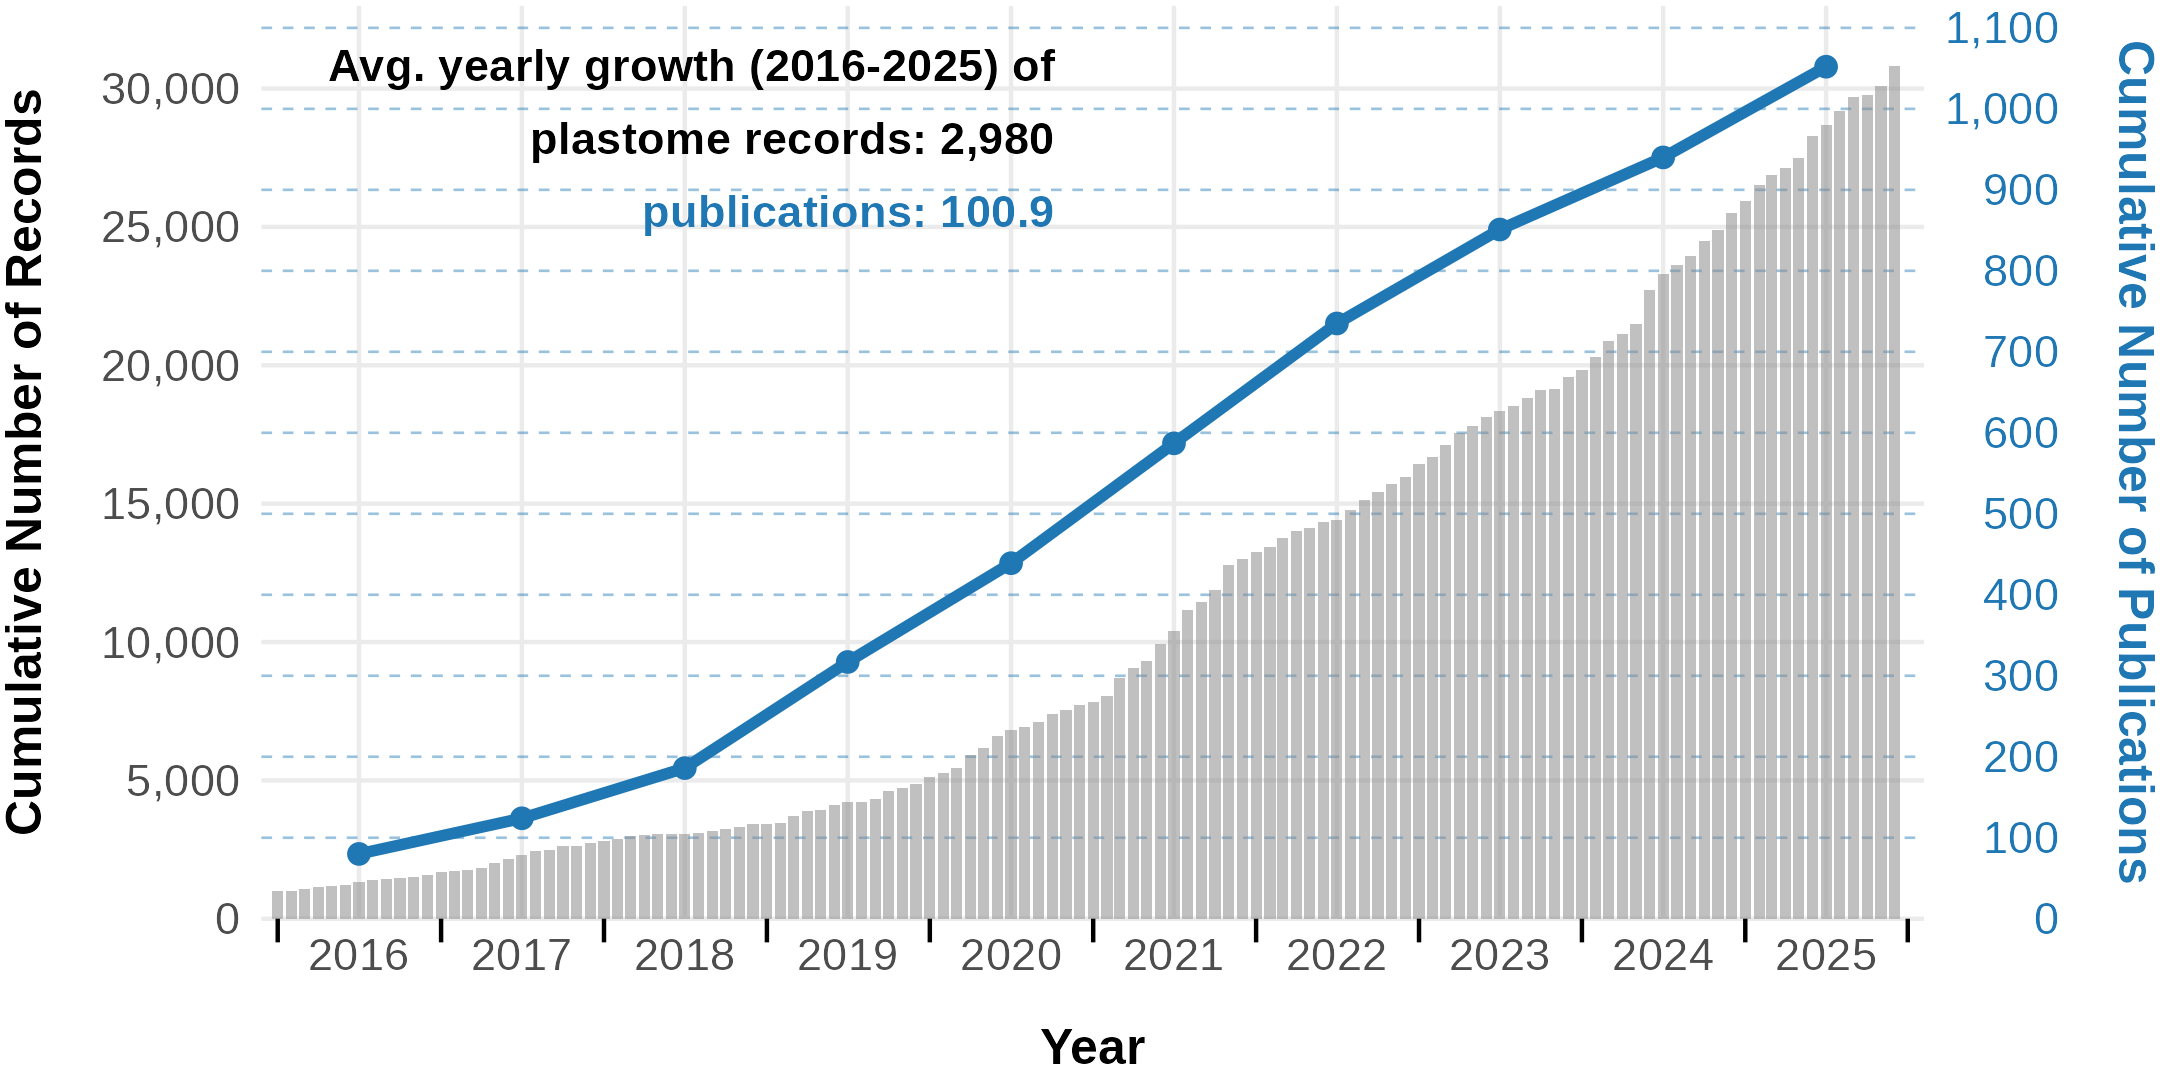 Avg. yearly growth (2016-2025) of
plastome records: 2,980
publications: 100.9
Cumulative Number of Records
30,000
25,000
20,000
15,000
10,000
5,000
0
1,100
1,000
900
800
700
600
500
400
300
200
100
0
Cumulative Number of Publications
2016 2017 2018 2019 2020 2021 2022 2023 2024 2025
Year